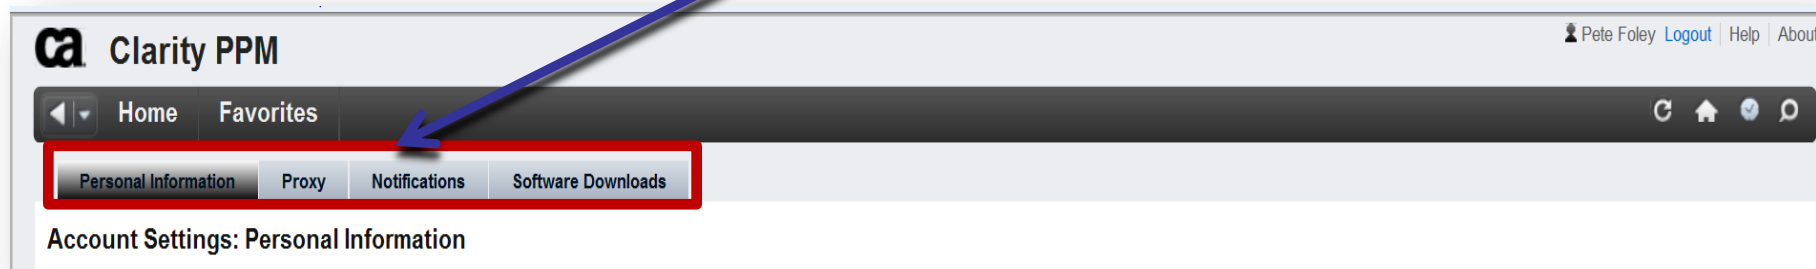 ca Clarity PPM
Pete Foley Logout | Help | About
Home Favorites
Personal Information Proxy Notifications Software Downloads
Account Settings: Personal Information